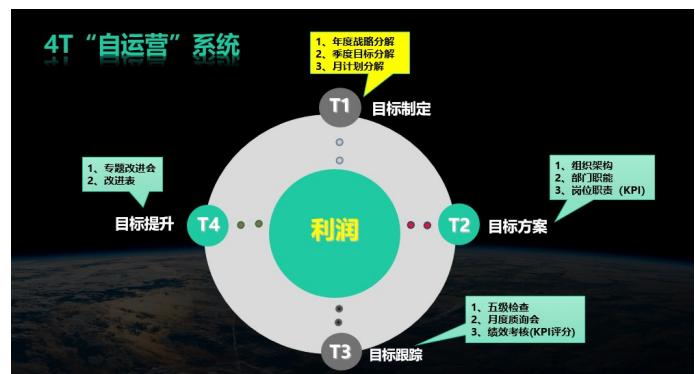 4T“自运营”系统
1、年度战略分解
2、季度目标分解
3、月计划分解
T1
目标制定
1、专题改进会
2、改进表
1、组织架构
2、部门职能
3、岗位职责（KPI）
目标提升
T4
利润
T2
目标方案
1、五级检查
2、月度质询会
3、绩效考核(KPI评分)
T3
目标跟踪